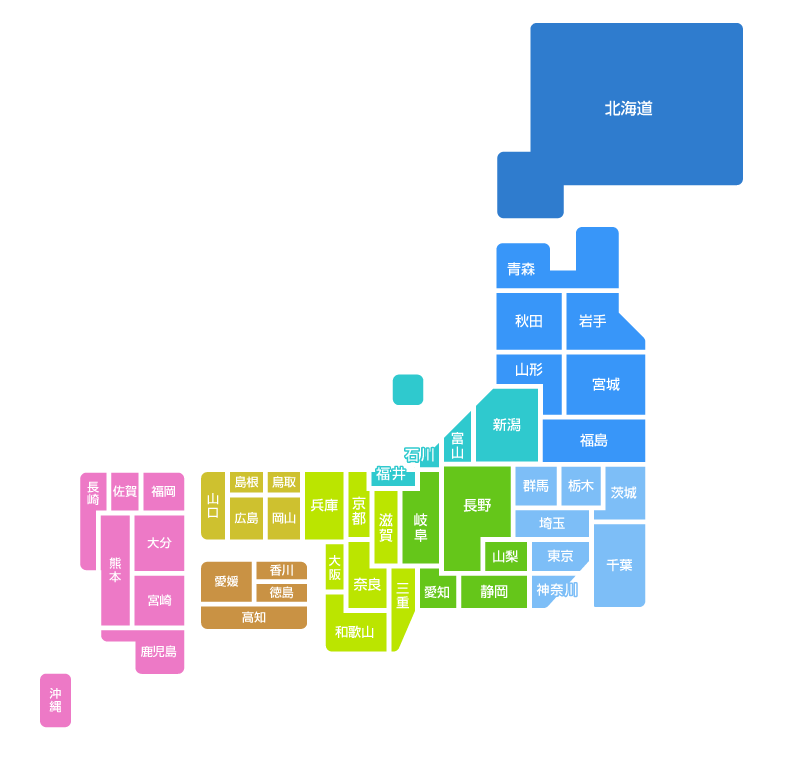 北海道
青森
秋田
岩手
山形
宮城
新潟
福島
富山
石川
福井
群馬
栃木
茨城
長野
埼玉
山梨
東京
千葉
神奈川
岐阜
愛知
静岡
滋賀
京都
兵庫
大阪
奈良
三重
和歌山
鳥取
島根
岡山
広島
山口
香川
愛媛
徳島
高知
福岡
佐賀
長崎
大分
熊本
宮崎
鹿児島
沖縄